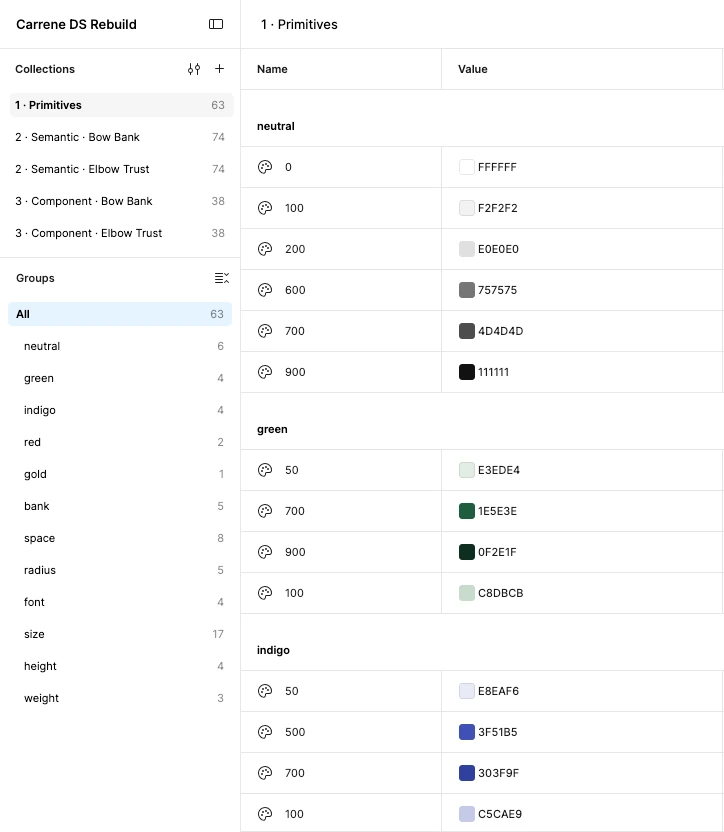 Carrene DS Rebuild
1 · Primitives
Collections
1 · Primitives 63
2 · Semantic · Bow Bank 74
2 · Semantic · Elbow Trust 74
3 · Component · Bow Bank 38
3 · Component · Elbow Trust 38
Groups
All 63
neutral 6
green 4
indigo 4
red 2
gold 1
bank 5
space 8
radius 5
font 4
size 17
height 4
weight 3
Name Value
neutral
0 FFFFFF
100 F2F2F2
200 E0E0E0
600 757575
700 4D4D4D
900 111111
green
50 E3EDE4
700 1E5E3E
900 0F2E1F
100 C8DBCB
indigo
50 E8EAF6
500 3F51B5
700 303F9F
100 C5CAE9